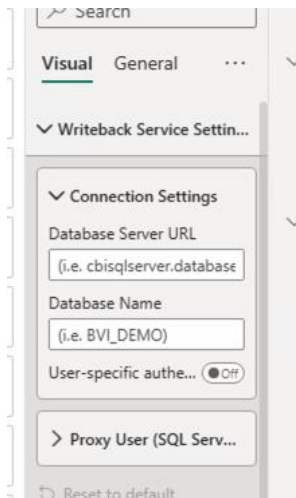 Search
Visual General ...
Writeback Service Settin...
Connection Settings
Database Server URL
(i.e. cbisqlserver.database
Database Name
(i.e. BVI_DEMO)
User-specific authe... Off
Proxy User (SQL Serv...
Reset to default